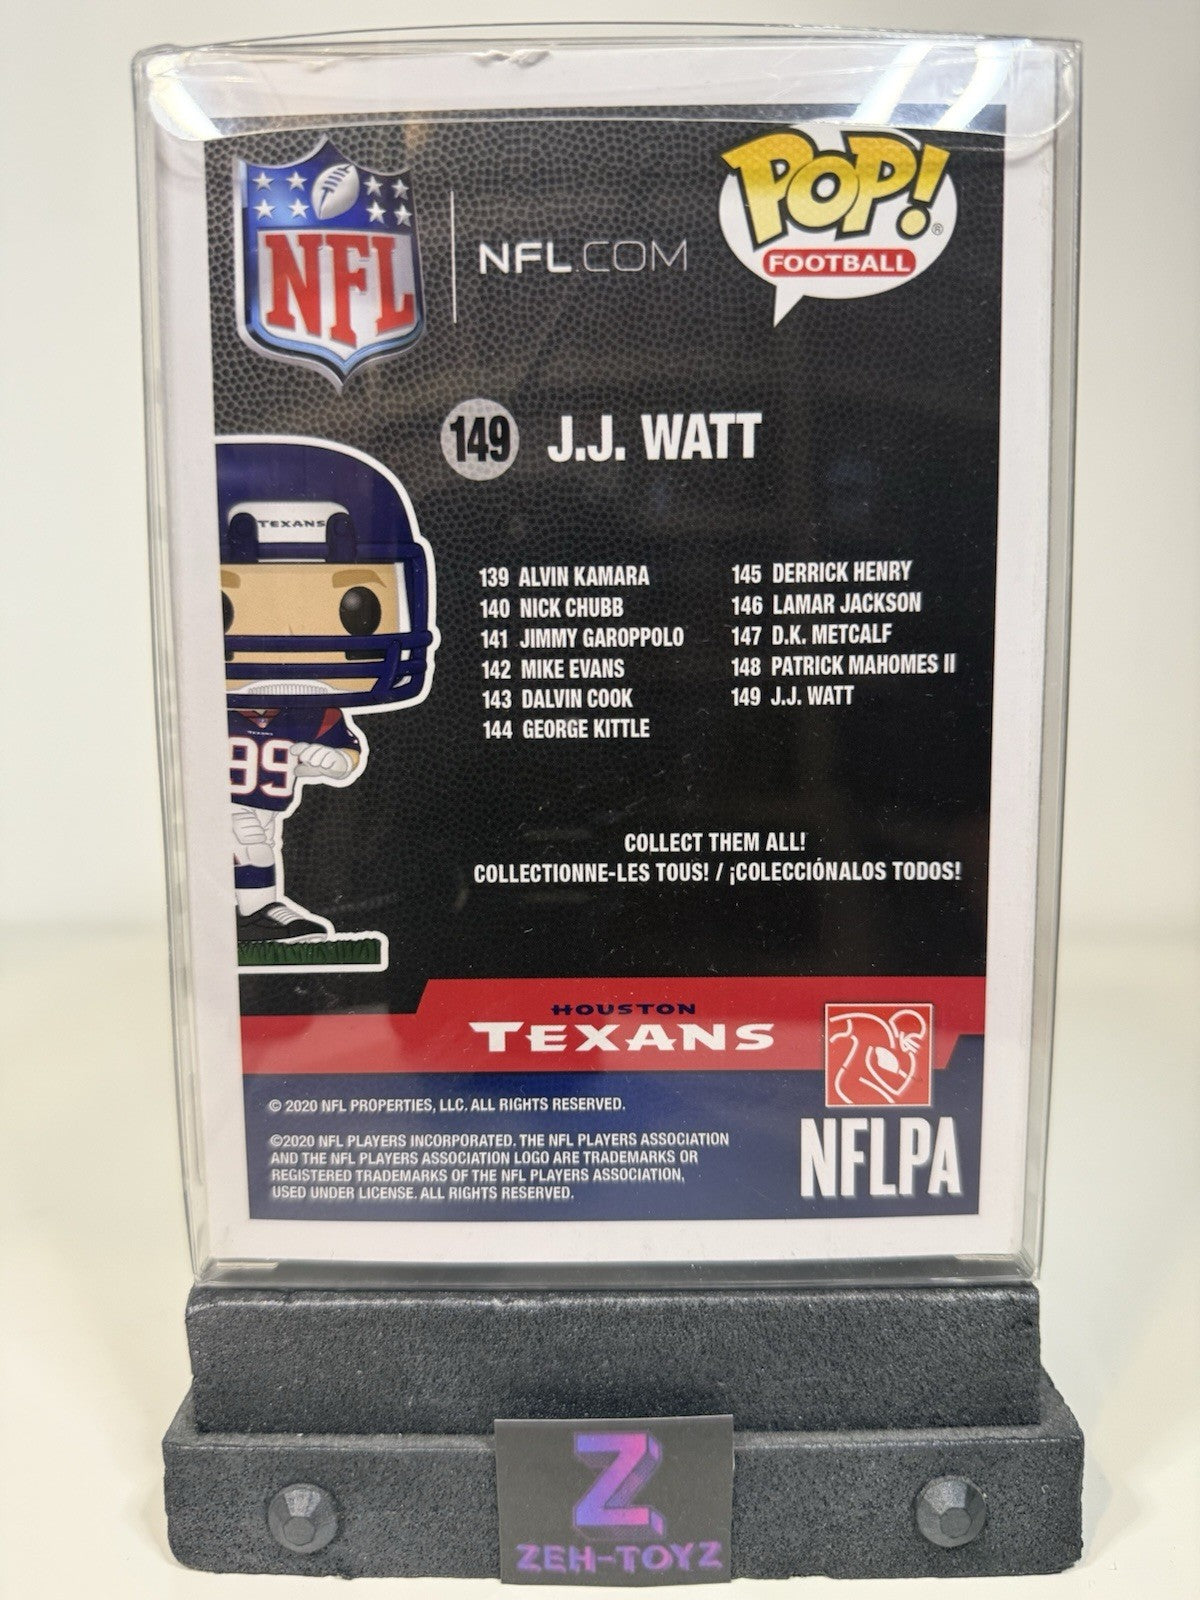 NFL
NFL.COM
POP!®
FOOTBALL
149 J.J. WATT
TEXANS
TEXANS
99
139 ALVIN KAMARA
140 NICK CHUBB
141 JIMMY GAROPPOLO
142 MIKE EVANS
143 DALVIN COOK
144 GEORGE KITTLE
145 DERRICK HENRY
146 LAMAR JACKSON
147 D.K. METCALF
148 PATRICK MAHOMES II
149 J.J. WATT
COLLECT THEM ALL!
COLLECTIONNE-LES TOUS! / ¡COLECCIÓNALOS TODOS!
HOUSTON
TEXANS
© 2020 NFL PROPERTIES, LLC. ALL RIGHTS RESERVED.
©2020 NFL PLAYERS INCORPORATED. THE NFL PLAYERS ASSOCIATION
AND THE NFL PLAYERS ASSOCIATION LOGO ARE TRADEMARKS OR
REGISTERED TRADEMARKS OF THE NFL PLAYERS ASSOCIATION,
USED UNDER LICENSE. ALL RIGHTS RESERVED.
NFLPA
Z
ZEH-TOYZ